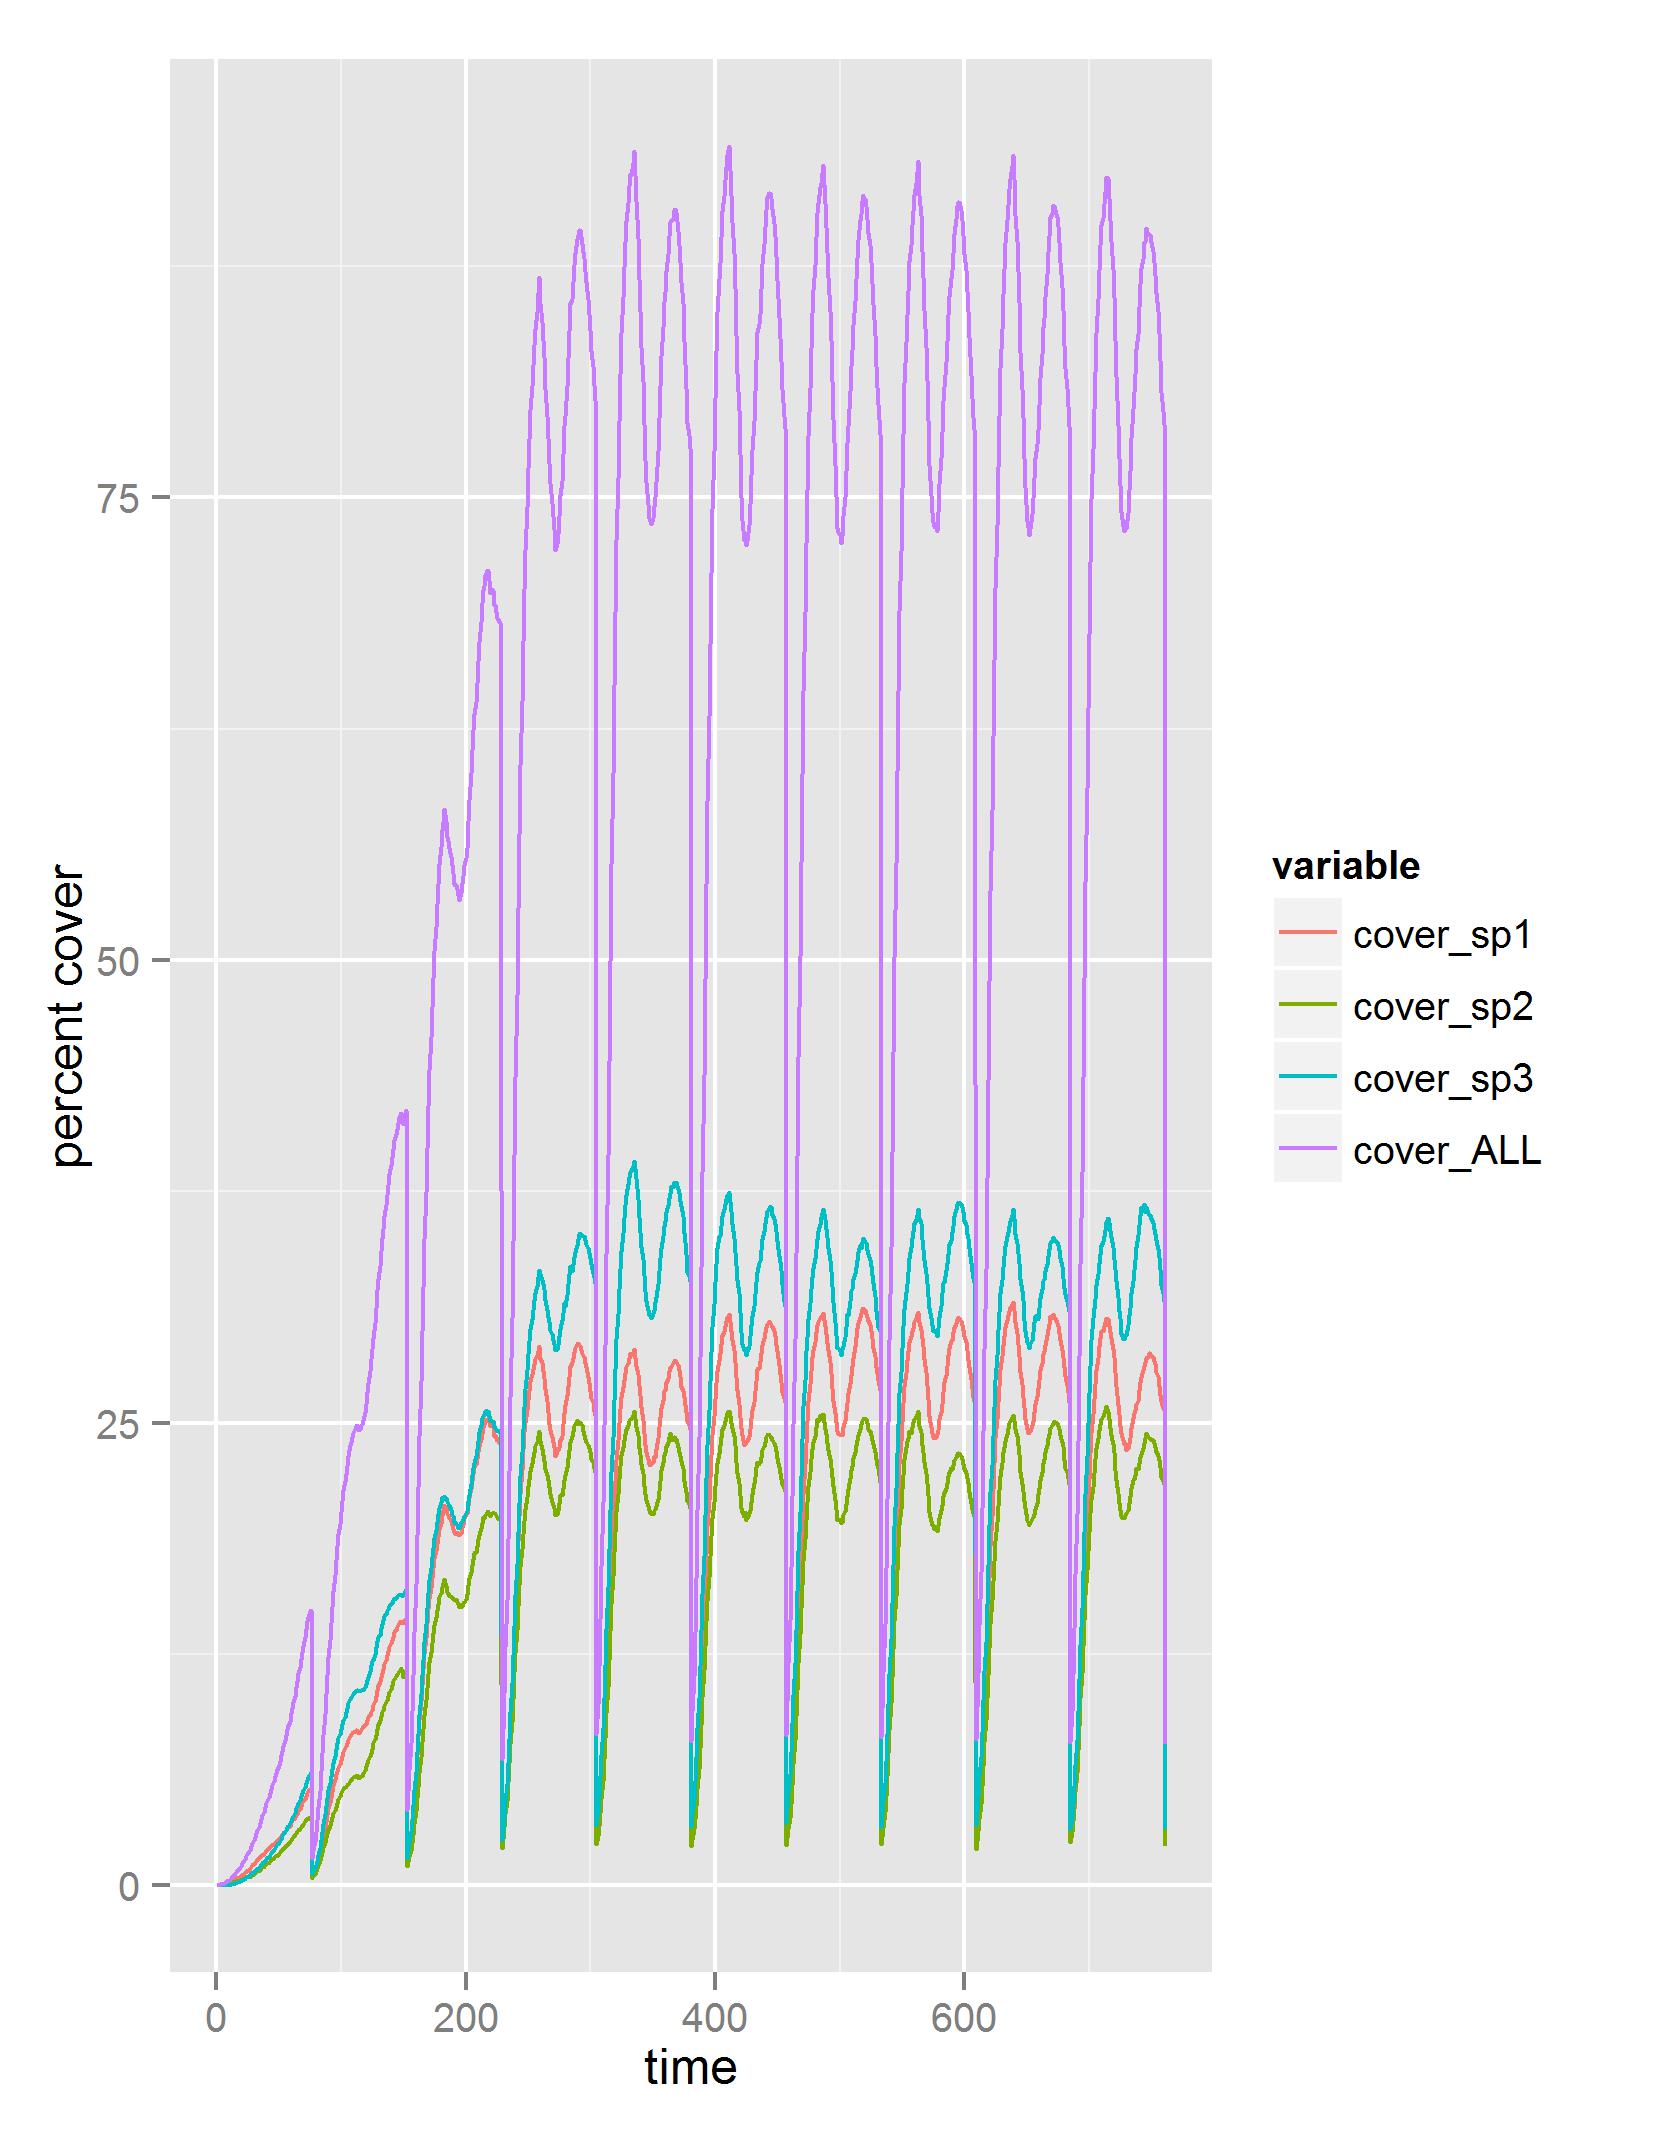 percent cover
75
50
25
0
0 200 400 600
time
variable
cover_sp1
cover_sp2
cover_sp3
cover_ALL